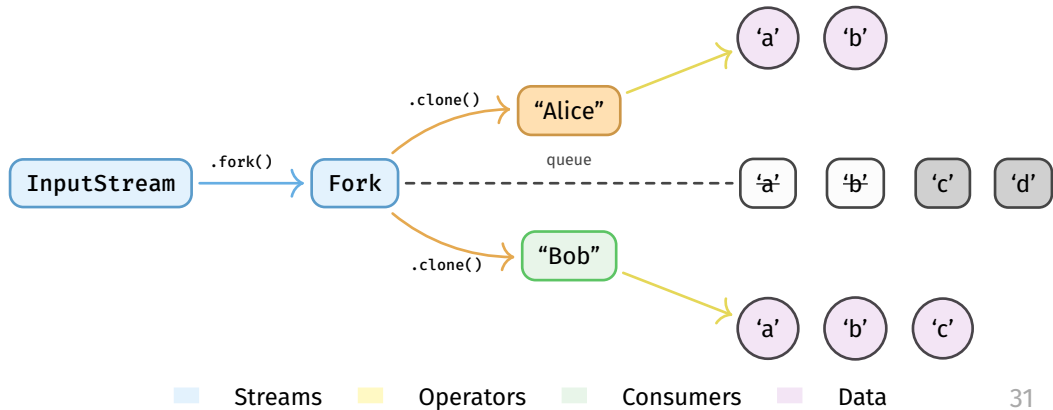 ‘a’ ‘b’
.clone()
“Alice”
.fork()
queue
InputStream
Fork
‘a’ ‘b’ ‘c’ ‘d’
“Bob”
.clone()
‘a’ ‘b’ ‘c’
Streams Operators Consumers Data 31